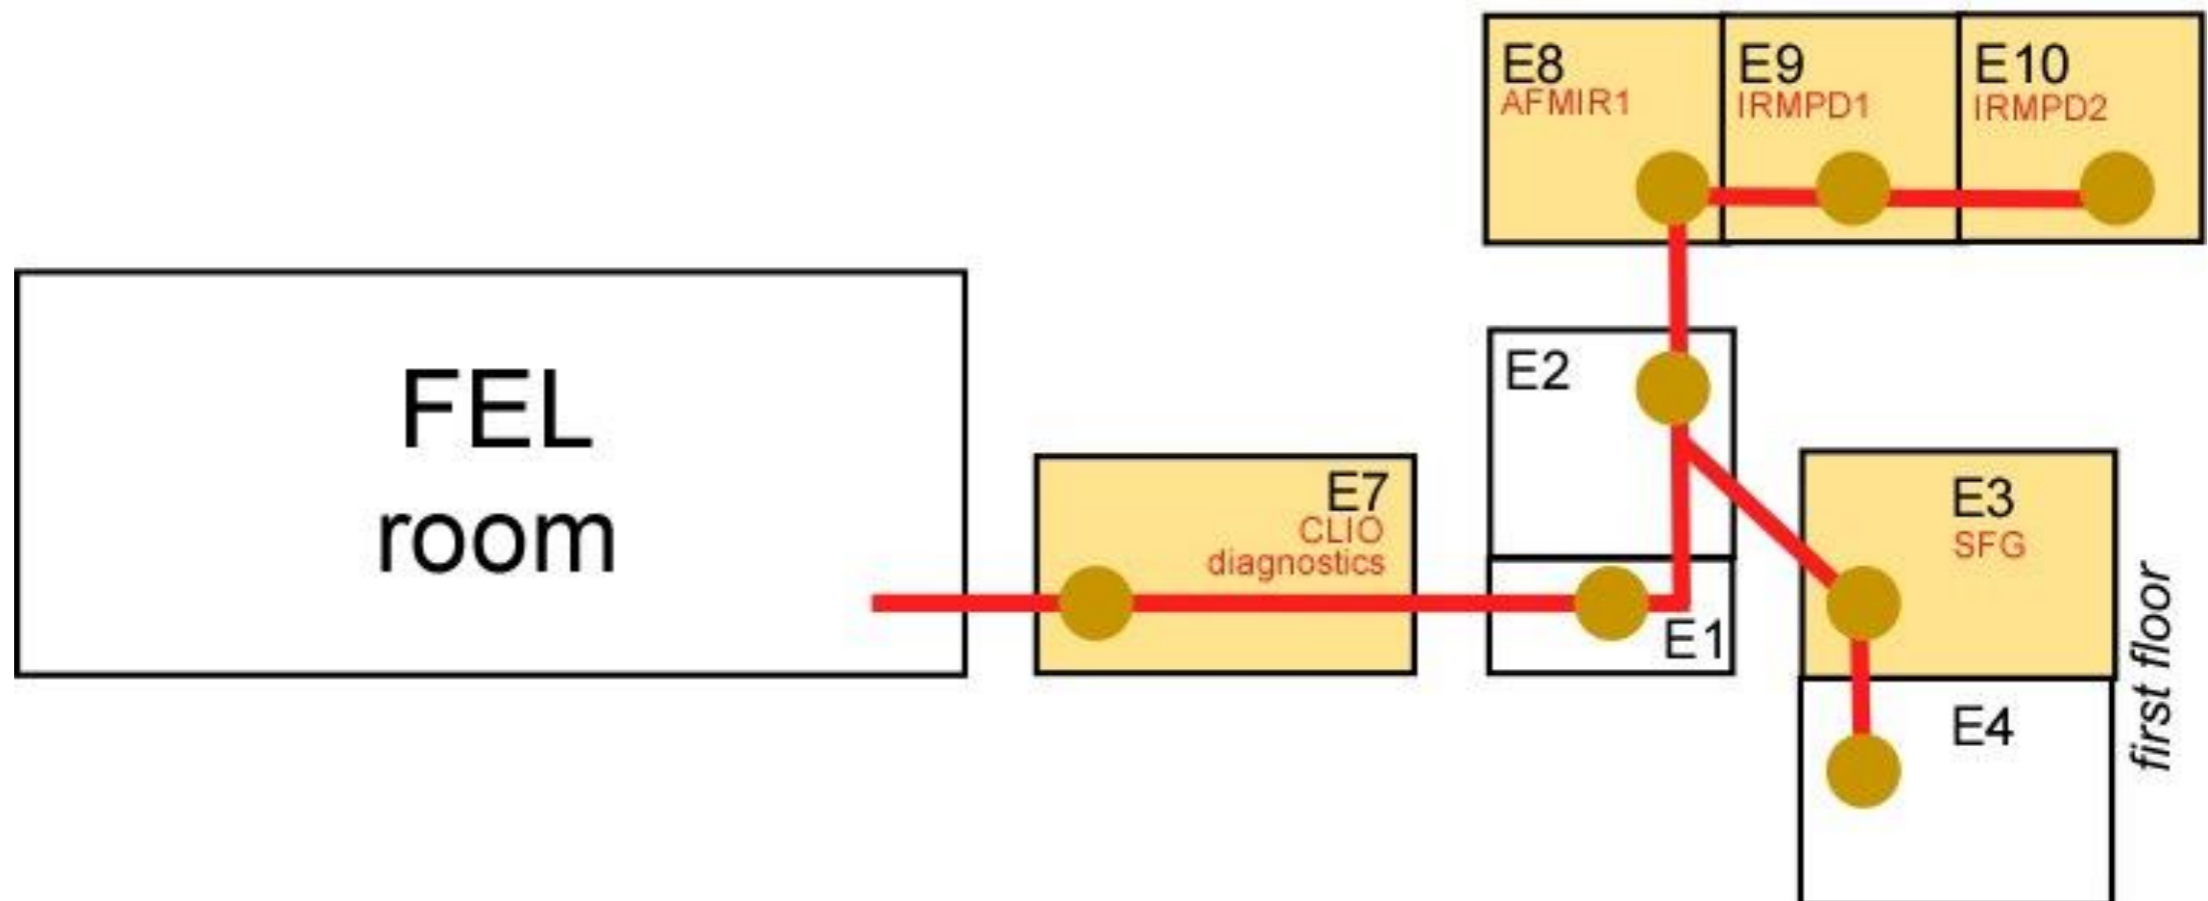 E8
AFMIR1
E9
IRMPD1
E10
IRMPD2
FEL
room
E7
CLIO
diagnostics
E2
E1
E3
SFG
E4
first floor